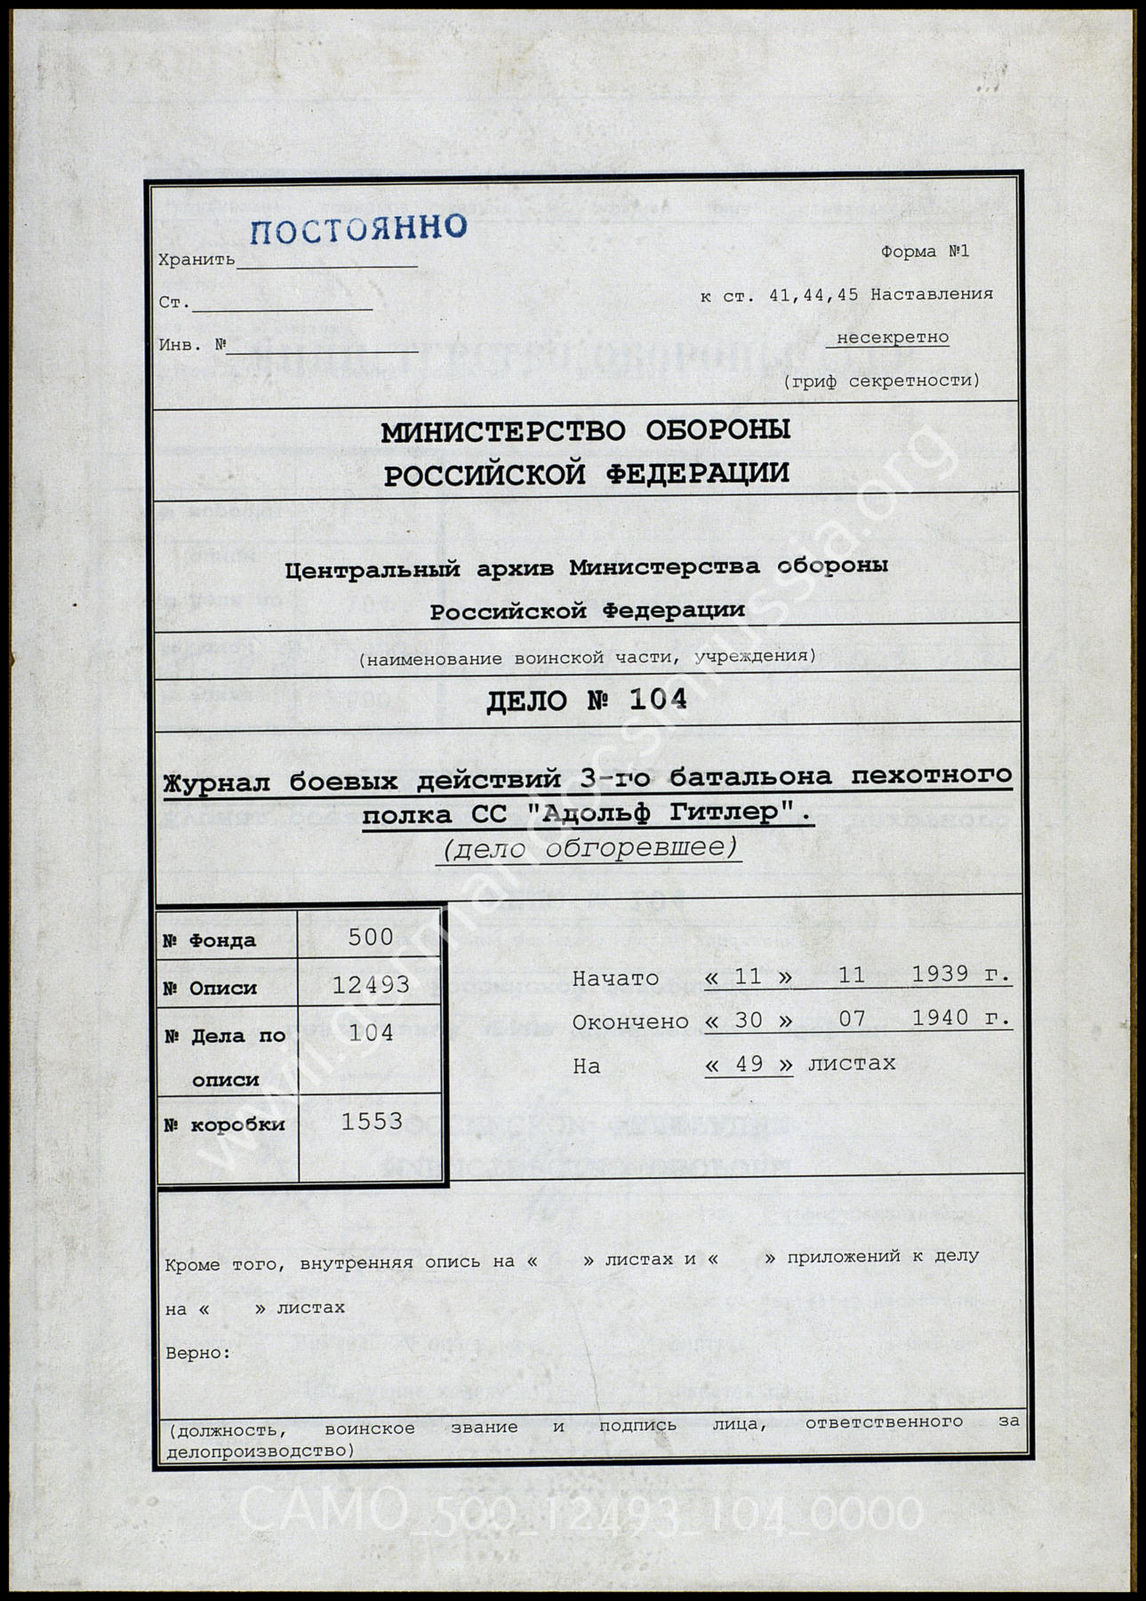 ПОСТОЯННО
Хранить
Форма №1
Ст.
к ст. 41,44,45 Наставления
Инв. №
несекретно
(гриф секретности)
МИНИСТЕРСТВО ОБОРОНЫ
РОССИЙСКОЙ ФЕДЕРАЦИИ
Центральный архив Министерства обороны
Российской Федерации
(наименование воинской части, учреждения)
ДЕЛО № 104
Журнал боевых действий 3-го батальона пехотного
полка СС "Адольф Гитлер".
(дело обгоревшее)
№ Фонда 500
№ Описи 12493
№ Дела по 104
описи
№ коробки 1553
Начато « 11 » 11 1939 г.
Окончено « 30 » 07 1940 г.
На « 49 » листах
Кроме того, внутренняя опись на « » листах и « » приложений к делу
на « » листах
Верно:
(должность, воинское звание и подпись лица, ответственного за
делопроизводство)
www.germandocsinrussia.org
CAMO_500_12493_104_0000